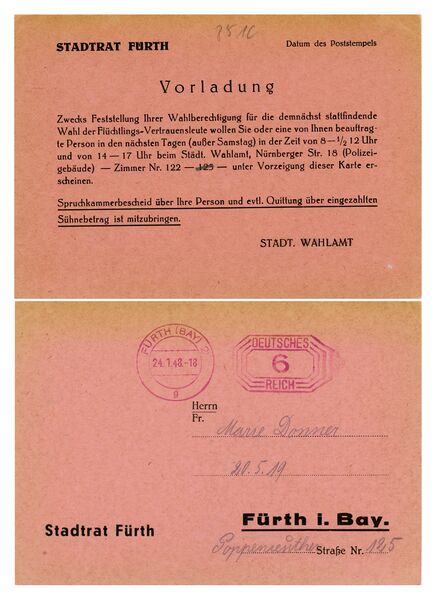 STADTRAT FÜRTH
Datum des Poststempels
Vorladung
Zwecks Feststellung Ihrer Wahlberechtigung für die demnächst stattfindende
Wahl der Flüchtlings-Vertrauensleute wollen Sie oder eine von Ihnen beauftrag-
te Person in den nächsten Tagen (außer Samstag) in der Zeit von 8—½ 12 Uhr
und von 14 — 17 Uhr beim Städt. Wahlamt, Nürnberger Str. 18 (Polizei-
gebäude) — Zimmer Nr. 122 — 125 — unter Vorzeigung dieser Karte er-
scheinen.
Spruchkammerbescheid über Ihre Person und evtl. Quittung über eingezahlten
Sühnebetrag ist mitzubringen.
STADT. WAHLAMT
FÜRTH (BAY) 2
24.1.48.-18
g
DEUTSCHES
6
REICH
Herrn
Fr.
Marie Donner
20.5.19
Stadtrat Fürth
Fürth i. Bay.
Poppenreuther Straße Nr. 125